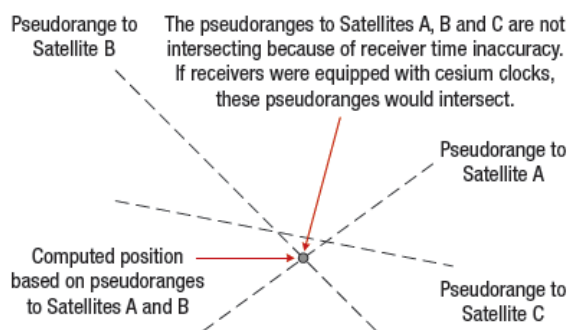 Pseudorange to
Satellite B
The pseudoranges to Satellites A, B and C are not
intersecting because of receiver time inaccuracy.
If receivers were equipped with cesium clocks,
these pseudoranges would intersect.
Pseudorange to
Satellite A
Computed position
based on pseudoranges
to Satellites A and B
Pseudorange to
Satellite C